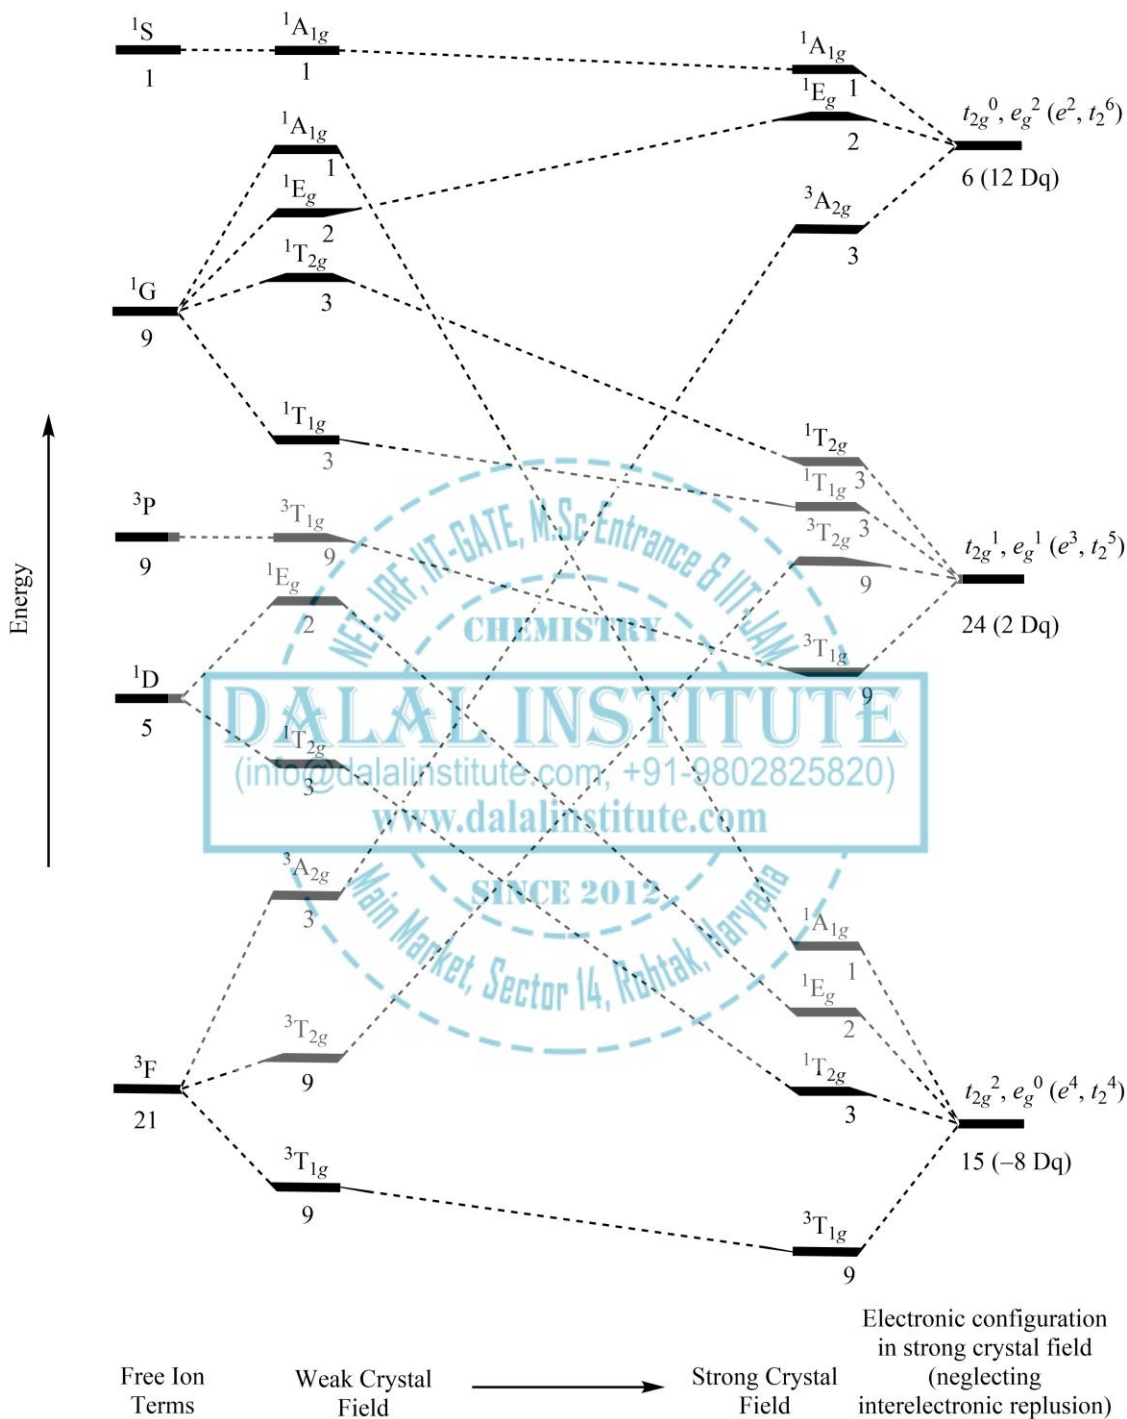 ¹S
1
¹A₁g
1
¹A₁g
1
¹Eg
2
t₂g⁰, eg² (e², t₂⁶)
6 (12 Dq)
¹A₁g
1
¹Eg
2
³A₂g
3
¹T₂g
3
¹G
9
¹T₁g
3
¹T₂g
3
¹T₁g
3
³P
9
³T₁g
9
³T₂g
9
t₂g¹, eg¹ (e³, t₂⁵)
24 (2 Dq)
¹Eg
2
³T₁g
9
¹D
5
¹T₂g
3
Energy
NET-JRF, IIT-GATE, M.Sc Entrance & IIT-JAM
CHEMISTRY
DALAL INSTITUTE
(info@dalalinstitute.com, +91-9802825820)
www.dalalinstitute.com
SINCE 2012
Main Market, Sector 14, Rohtak, Haryana
³A₂g
3
¹A₁g
1
¹Eg
2
³T₂g
9
³F
21
¹T₂g
3
t₂g², eg⁰ (e⁴, t₂⁴)
15 (–8 Dq)
³T₁g
9
³T₁g
9
Free Ion
Terms
Weak Crystal
Field
Strong Crystal
Field
Electronic configuration
in strong crystal field
(neglecting
interelectronic replusion)